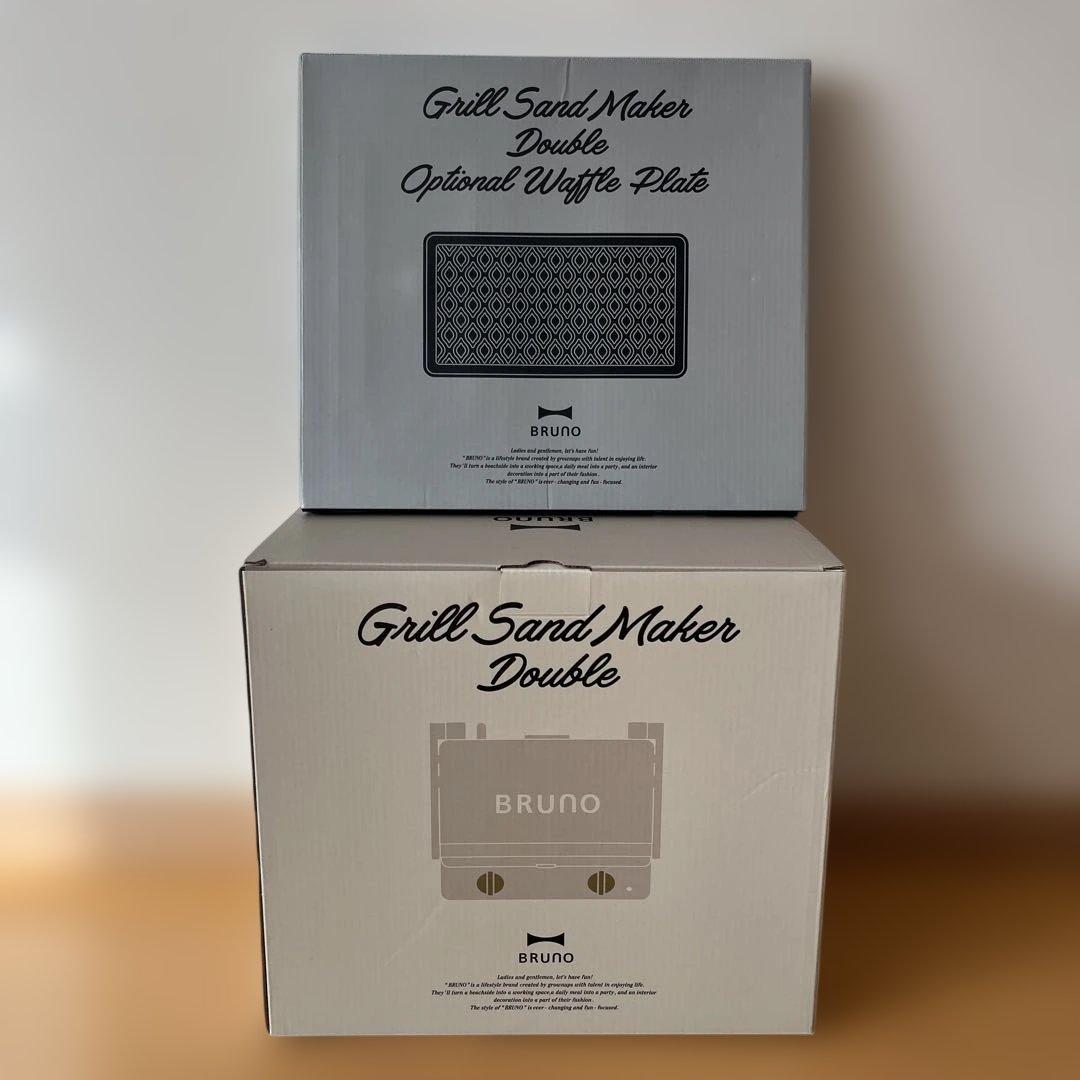 Grill Sand Maker
Double
Optional Waffle Plate
BRUNO
Ladies and gentlemen, let's have fun!
"BRUNO" is a lifestyle brand created by grownups with talent in enjoying life.
They'll turn a beachside into a working space,a daily meal into a party, and an interior
decoration into a part of their fashion.
The style of "BRUNO" is ever - changing and fun - focused.
BRUNO
Grill Sand Maker
Double
BRUNO
BRUNO
Ladies and gentlemen, let's have fun!
"BRUNO" is a lifestyle brand created by grownups with talent in enjoying life.
They'll turn a beachside into a working space,a daily meal into a party, and an interior
decoration into a part of their fashion.
The style of "BRUNO" is ever - changing and fun - focused.